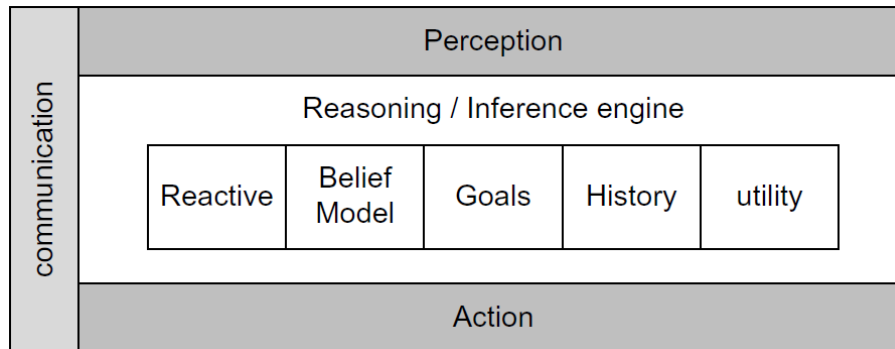 communication
Perception
Reasoning / Inference engine
Reactive
Belief
Model
Goals
History
utility
Action